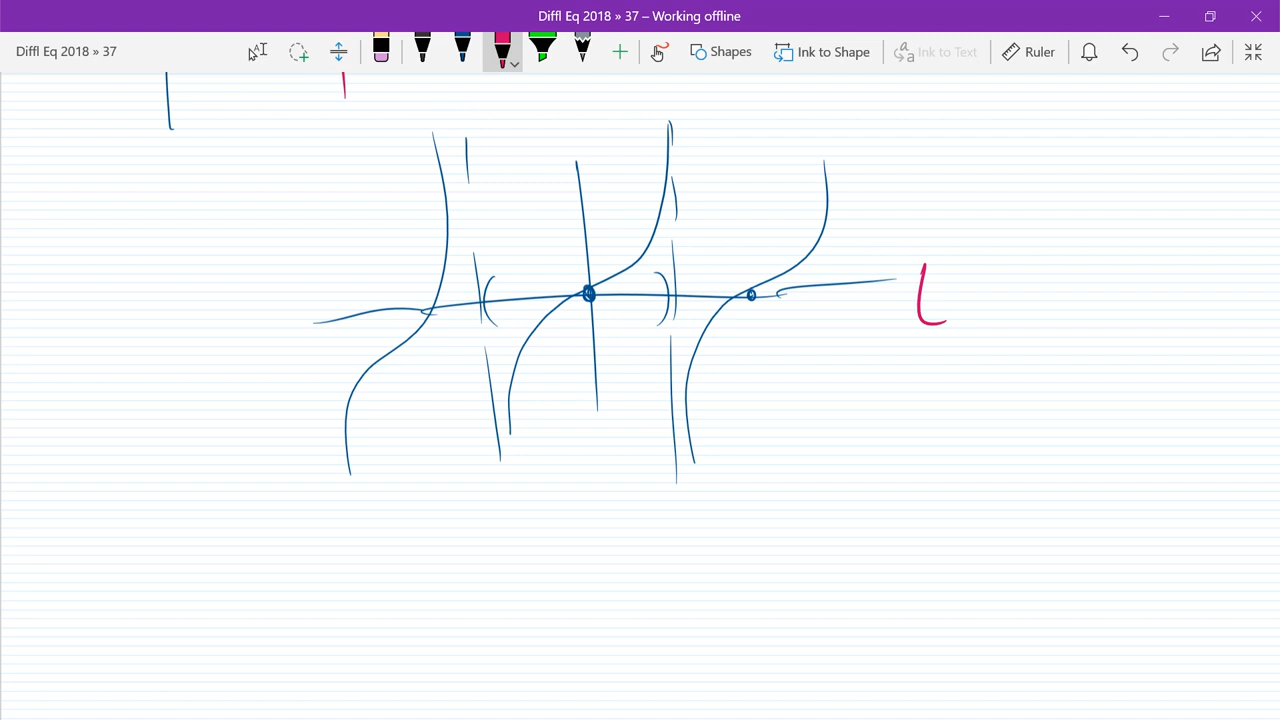 Diffl Eq 2018 » 37 – Working offline
Diffl Eq 2018 » 37
Shapes
Ink to Shape
Ink to Text
Ruler